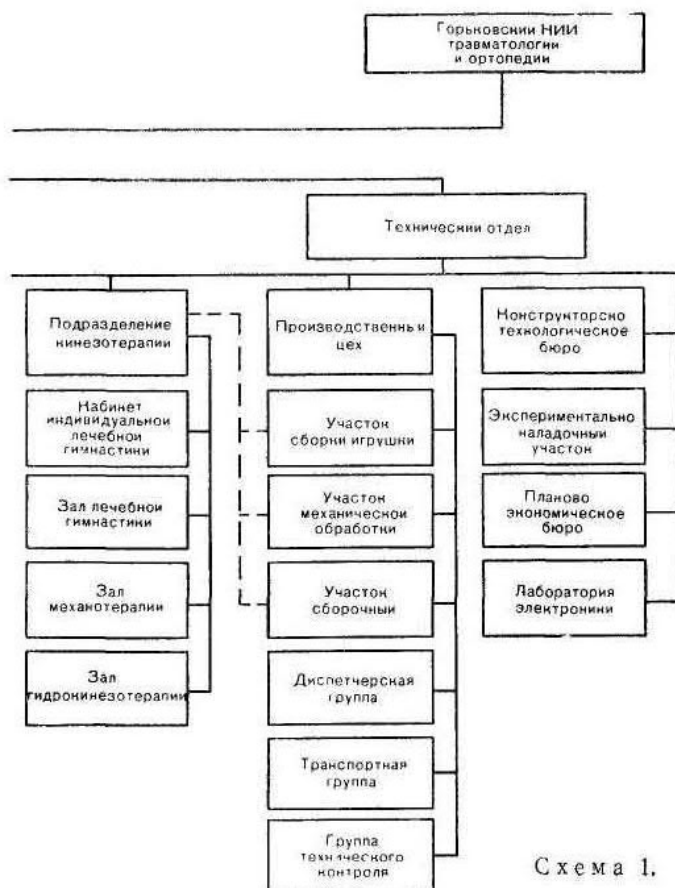 Горьковский НИИ
травматологии
и ортопедии
Технический отдел
Подразделение
кинезотерапии
Кабинет
индивидуальной
лечебной
гимнастики
Зал лечебной
гимнастики
Зал
механотерапии
Зал
гидрокинезотерапии
Производственный
цех
Участок
сборки игрушки
Участок
механической
обработки
Участок
сборочный
Диспетчерская
группа
Транспортная
группа
Группа
технического
контроля
Конструкторско
технологическое
бюро
Экспериментально
наладочный
участок
Планово
экономическое
бюро
Лаборатория
электроники
Схема 1.